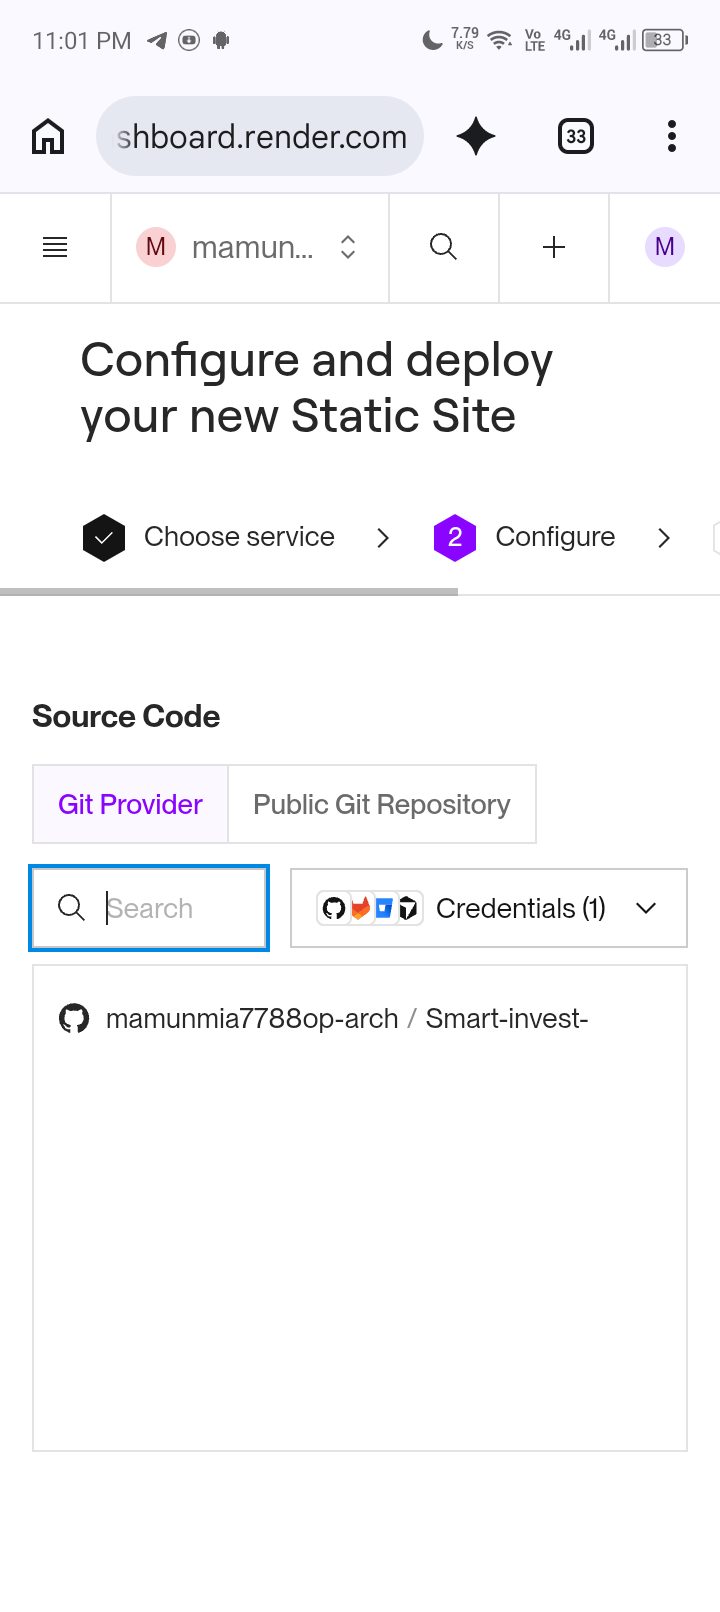 11:01 PM 7.79 K/S Vo LTE 4G 4G 33
shboard.render.com 33
M mamun... M
Configure and deploy
your new Static Site
Choose service 2 Configure
Source Code
Git Provider Public Git Repository
Search Credentials (1)
mamunmia7788op-arch / Smart-invest-